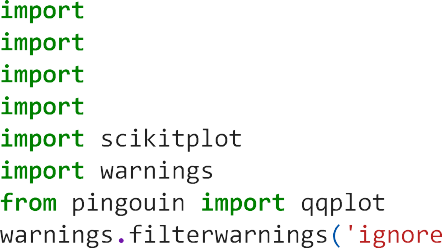 import
import
import
import
import scikitplot
import warnings
from pingouin import qqplot
warnings.filterwarnings('ignore